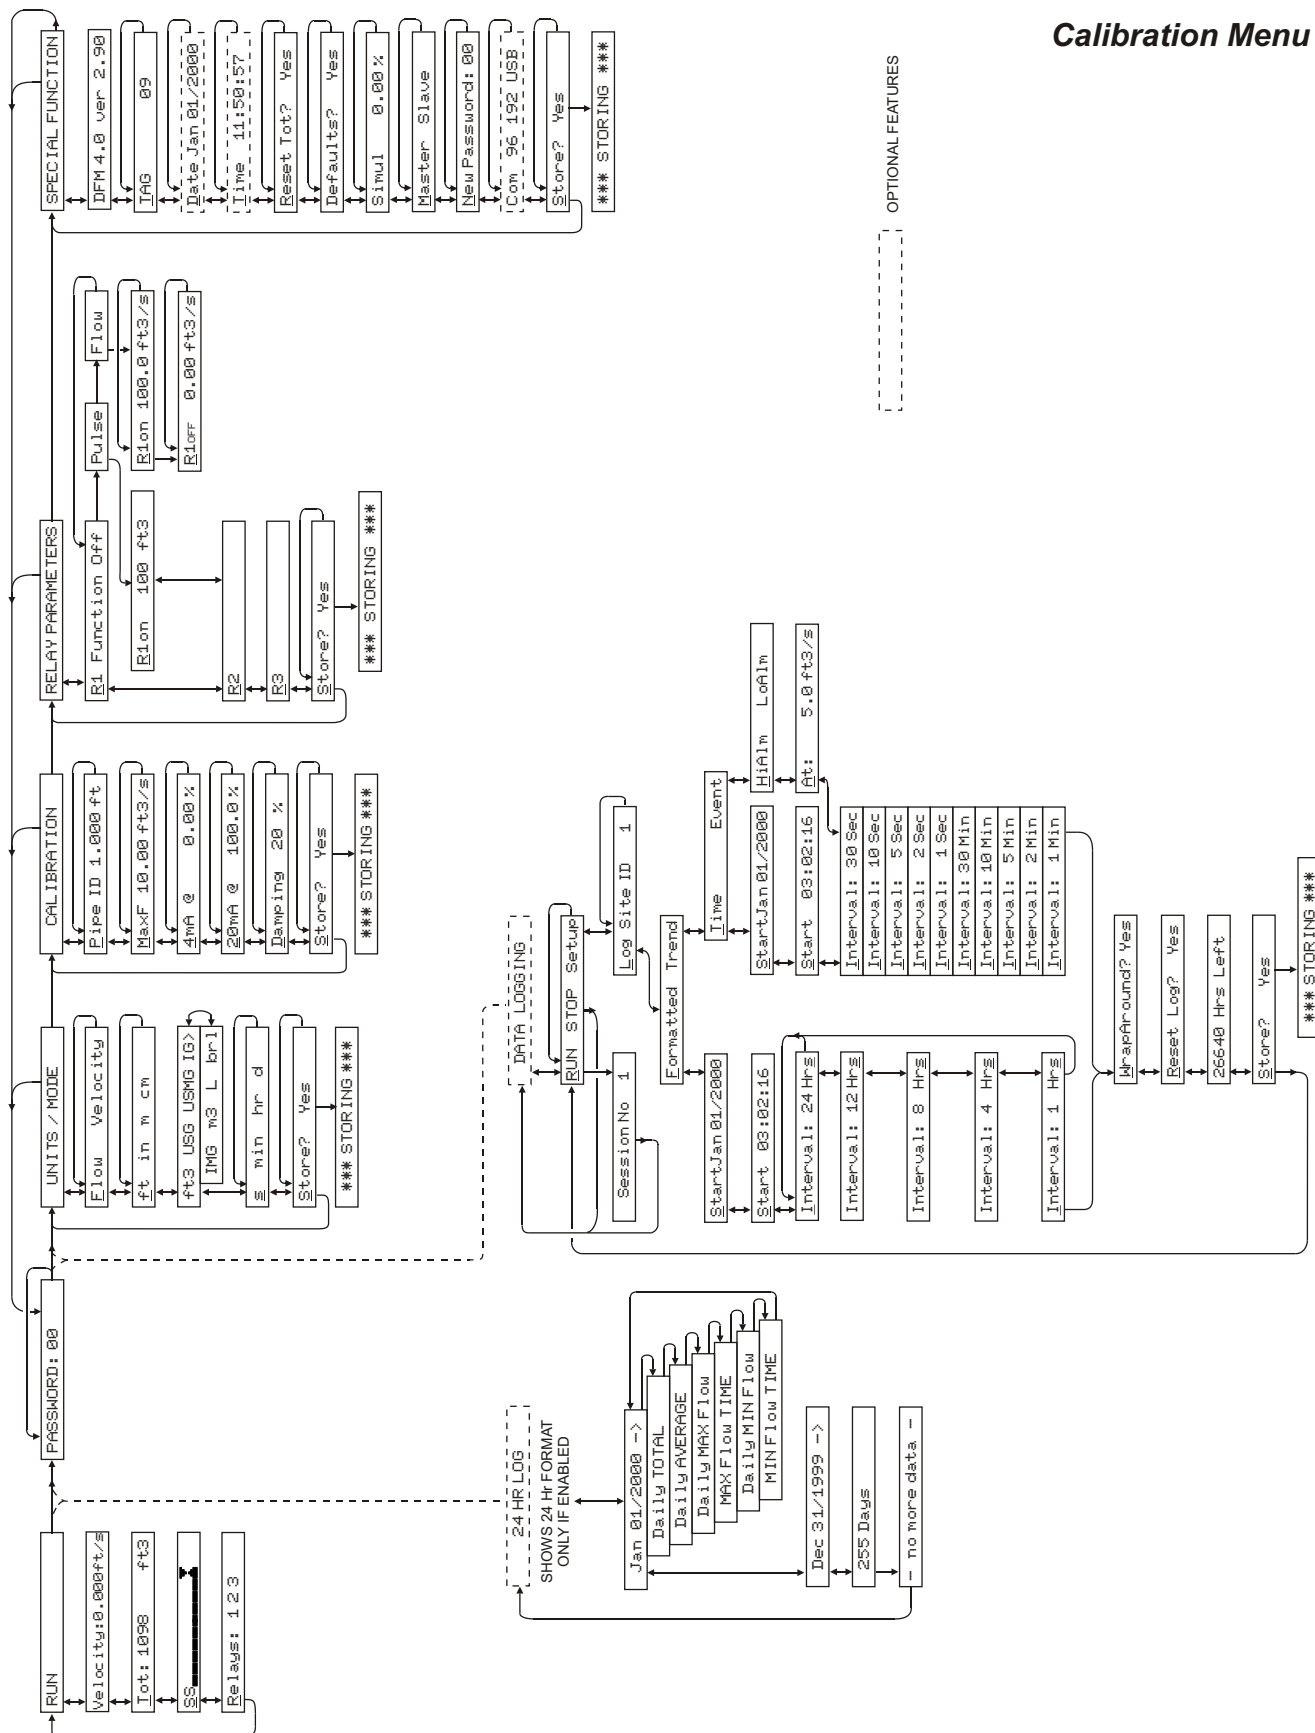 Calibration Menu
RUN
Velocity:0.000ft/s
Tot: 1098 ft3
SS
Relays: 1 2 3
PASSWORD: 00
24 HR LOG
SHOWS 24 Hr FORMAT
ONLY IF ENABLED
Jan 01/2000 ->
Daily TOTAL
Daily AVERAGE
Daily MAX Flow
MAX Flow TIME
Daily MIN Flow
MIN Flow TIME
Dec 31/1999 ->
255 Days
- no more data -
UNITS / MODE
Flow Velocity
ft in m cm
ft3 USG USMG IG>
IMG m3 L brl
s min hr d
Store? Yes
*** STORING ***
CALIBRATION
Pipe ID 1.000 ft
MaxF 10.00 ft3/s
4mA @ 0.00 %
20mA @ 100.0 %
Damping 20 %
Store? Yes
*** STORING ***
RELAY PARAMETERS
R1 Function Off
Pulse
Flow
R1on 100 ft3
R1on 100.0 ft3/s
R1OFF 0.00 ft3/s
R2
R3
Store? Yes
*** STORING ***
SPECIAL FUNCTION
DFM 4.0 ver 2.90
TAG 09
Date Jan 01/2000
Time 11:50:57
Reset Tot? Yes
Defaults? Yes
Simul 0.00 %
Master Slave
New Password: 00
Com 96 192 USB
Store? Yes
*** STORING ***
DATA LOGGING
RUN STOP Setup
Session No 1
Log Site ID 1
Formatted Trend
StartJan 01/2000
Start 03:02:16
Interval: 24 Hrs
Interval: 12 Hrs
Interval: 8 Hrs
Interval: 4 Hrs
Interval: 1 Hrs
Time Event
StartJan 01/2000
Start 03:02:16
HiAlm LoAlm
At: 5.0 ft3/s
Interval: 30 Sec
Interval: 10 Sec
Interval: 5 Sec
Interval: 2 Sec
Interval: 1 Sec
Interval: 30 Min
Interval: 10 Min
Interval: 5 Min
Interval: 2 Min
Interval: 1 Min
WrapAround? Yes
Reset Log? Yes
26640 Hrs Left
Store? Yes
*** STORING ***
OPTIONAL FEATURES